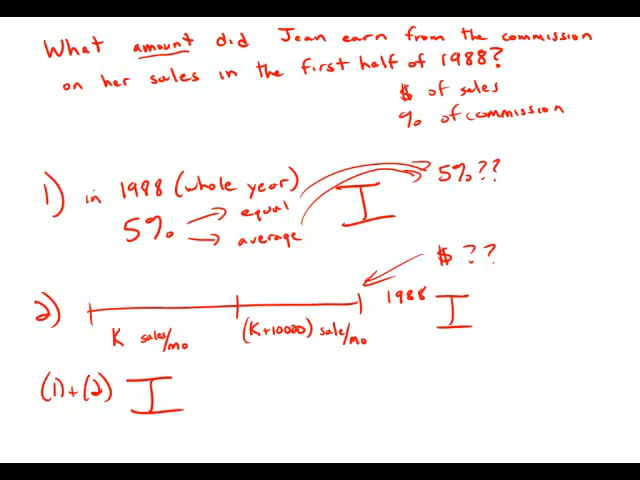 What amount did Jean earn from the commission
on her sales in the first half of 1988?
$ of sales
% of commission
1) in 1988 (whole year)
5% equal
average
I
5%??
$ ??
2)
1988
I
K sales/mo
(K+10000) sale/mo
(1)+(2) I